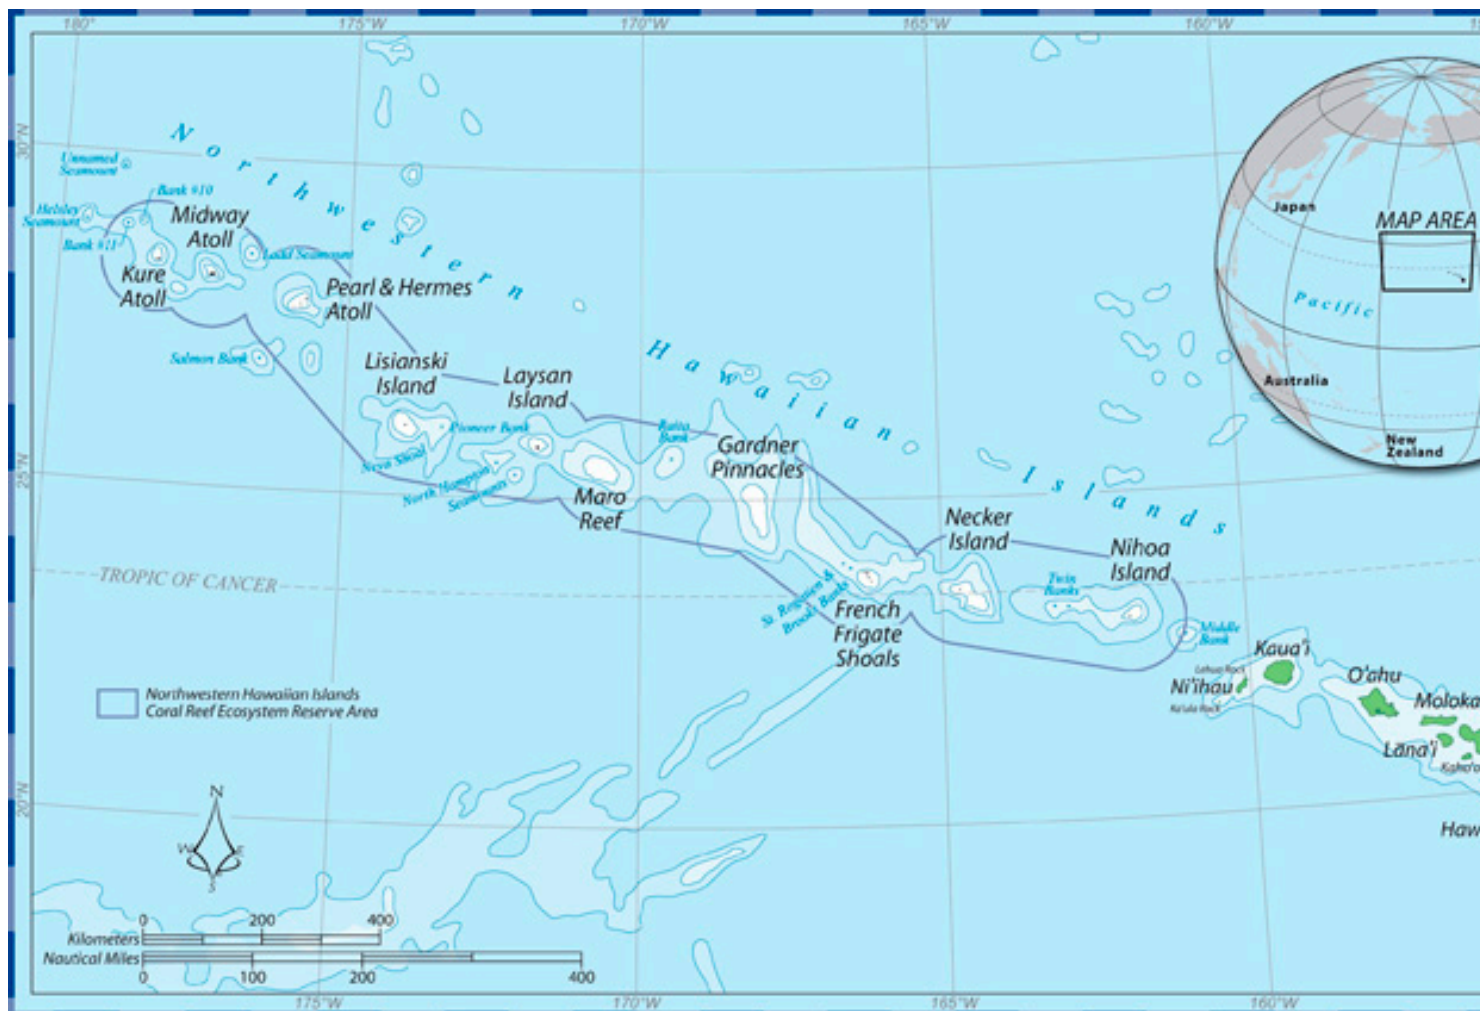 180°
175°W
170°W
165°W
160°W
30°N
25°N
20°N
Northwestern
Hawaiian
Islands
Unnamed
Seamount
Helsley
Seamount
Bank #10
Bank #11
Midway
Atoll
Kure
Atoll
Ladd Seamount
Pearl & Hermes
Atoll
Salmon Bank
Lisianski
Island
Neva Shoal
Pioneer Bank
Laysan
Island
North Hampton
Seamounts
Maro
Reef
Raita
Bank
Gardner
Pinnacles
St. Rogatien &
Brooks Banks
French
Frigate
Shoals
Necker
Island
Twin
Banks
Nihoa
Island
Middle
Bank
Lehua Rock
Ni'ihau
Ka'ula Rock
Kaua'i
O'ahu
Moloka
Lāna'i
Kaho'o
Haw
TROPIC OF CANCER
Japan
MAP AREA
Pacific
Australia
New
Zealand
Northwestern Hawaiian Islands
Coral Reef Ecosystem Reserve Area
N
W E
S
0 200 400
Kilometers
Nautical Miles
0 100 200 400
175°W
170°W
165°W
160°W